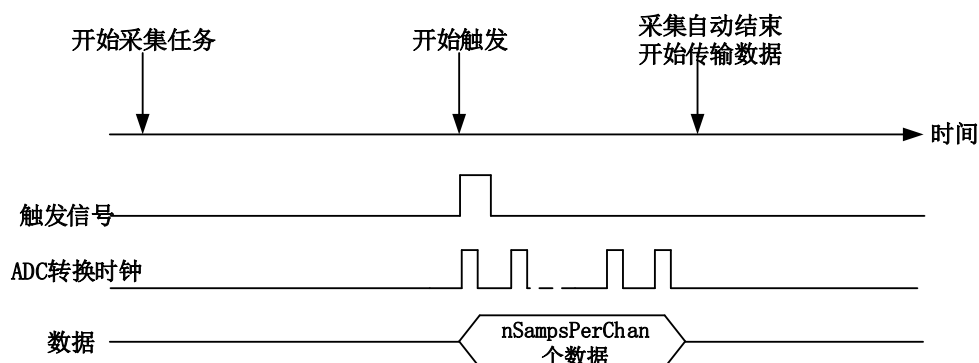 开始采集任务
开始触发
采集自动结束
开始传输数据
时间
触发信号
ADC转换时钟
数据
nSampsPerChan
个数据